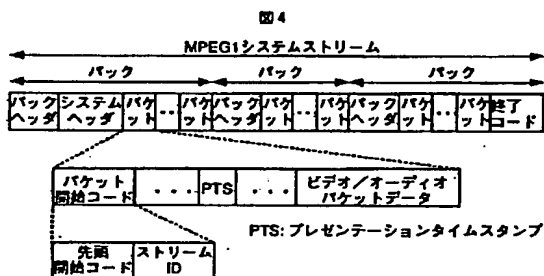 図4
MPEG1システムストリーム
パック パック パック
パック システム パケ ... パケ パック パケ ... パケ パック パケ ... パケ 終了
ヘッダ ヘッダ ット ット ヘッダ ット ット ヘッダ ット ット コード
パケット ... PTS ... ビデオ/オーディオ
開始コード パケットデータ
PTS: プレゼンテーションタイムスタンプ
先頭 ストリーム
開始コード ID